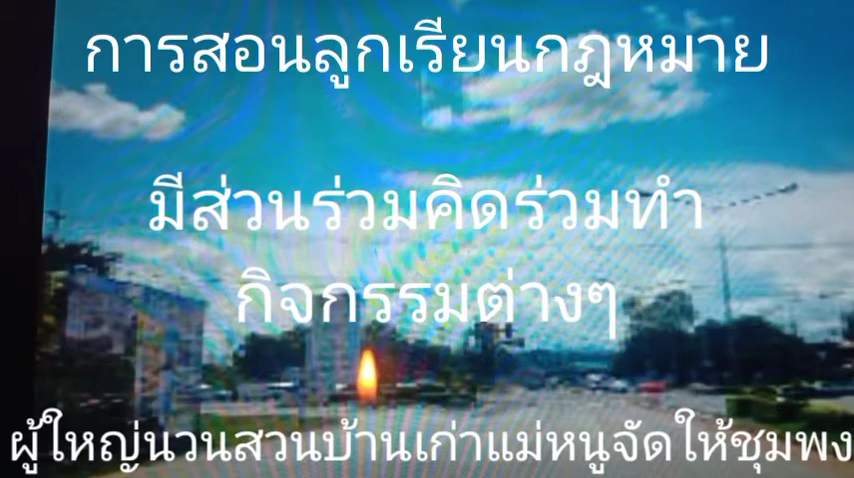 การสอนลูกเรียนกฎหมาย
มีส่วนร่วมคิดร่วมทำ
กิจกรรมต่างๆ
ผู้ใหญ่นวนสวนบ้านเก่าแม่หนูจัดให้ชุมพง